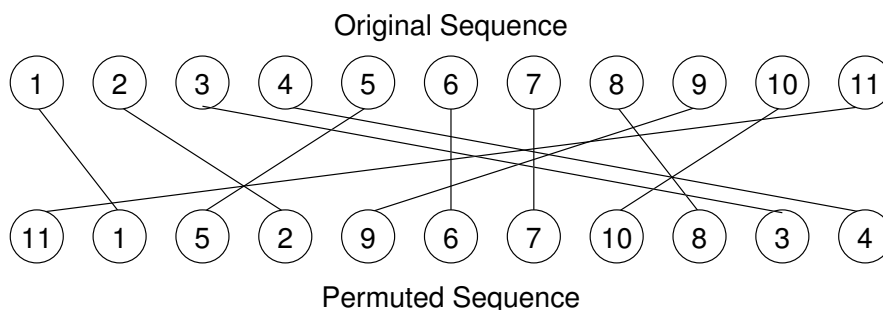 Original Sequence
1 2 3 4 5 6 7 8 9 10 11
11 1 5 2 9 6 7 10 8 3 4
Permuted Sequence